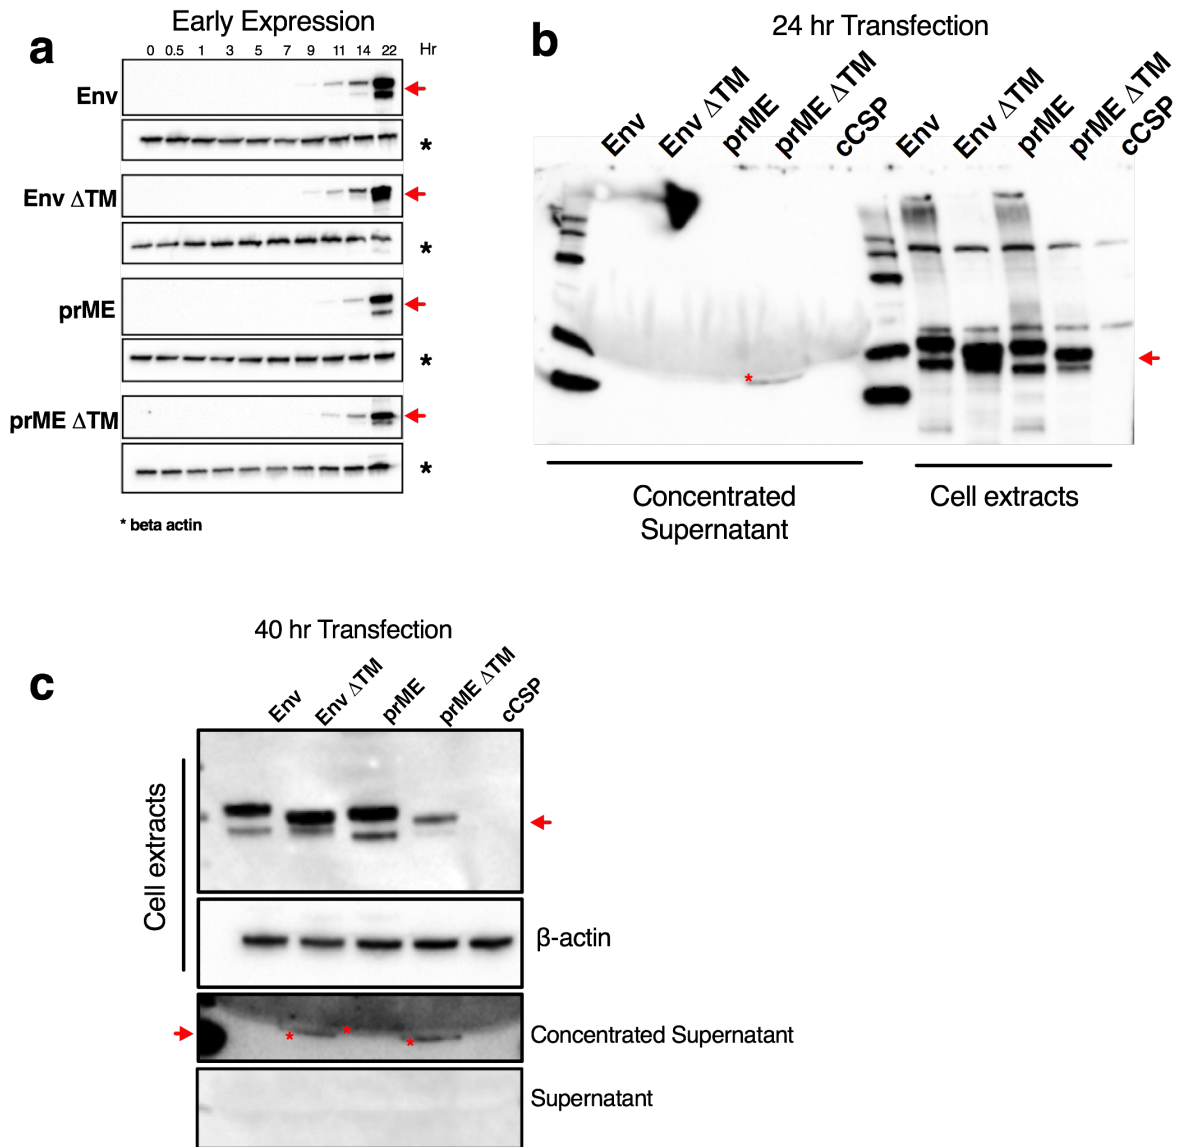 a
Early Expression
0 0.5 1 3 5 7 9 11 14 22 Hr
Env
*
Env ΔTM
*
prME
*
prME ΔTM
*
* beta actin
b
24 hr Transfection
Env Env ΔTM prME prME ΔTM cCSP Env Env ΔTM prME prME ΔTM cCSP
*
Concentrated
Supernatant
Cell extracts
c
40 hr Transfection
Env Env ΔTM prME prME ΔTM cCSP
Cell extracts
β-actin
* * *
Concentrated Supernatant
Supernatant